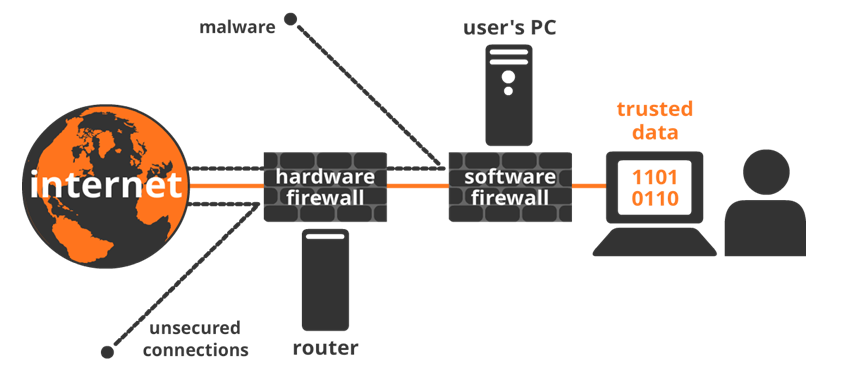 malware
user's PC
trusted
data
internet
hardware
firewall
software
firewall
1101
0110
unsecured
connections
router